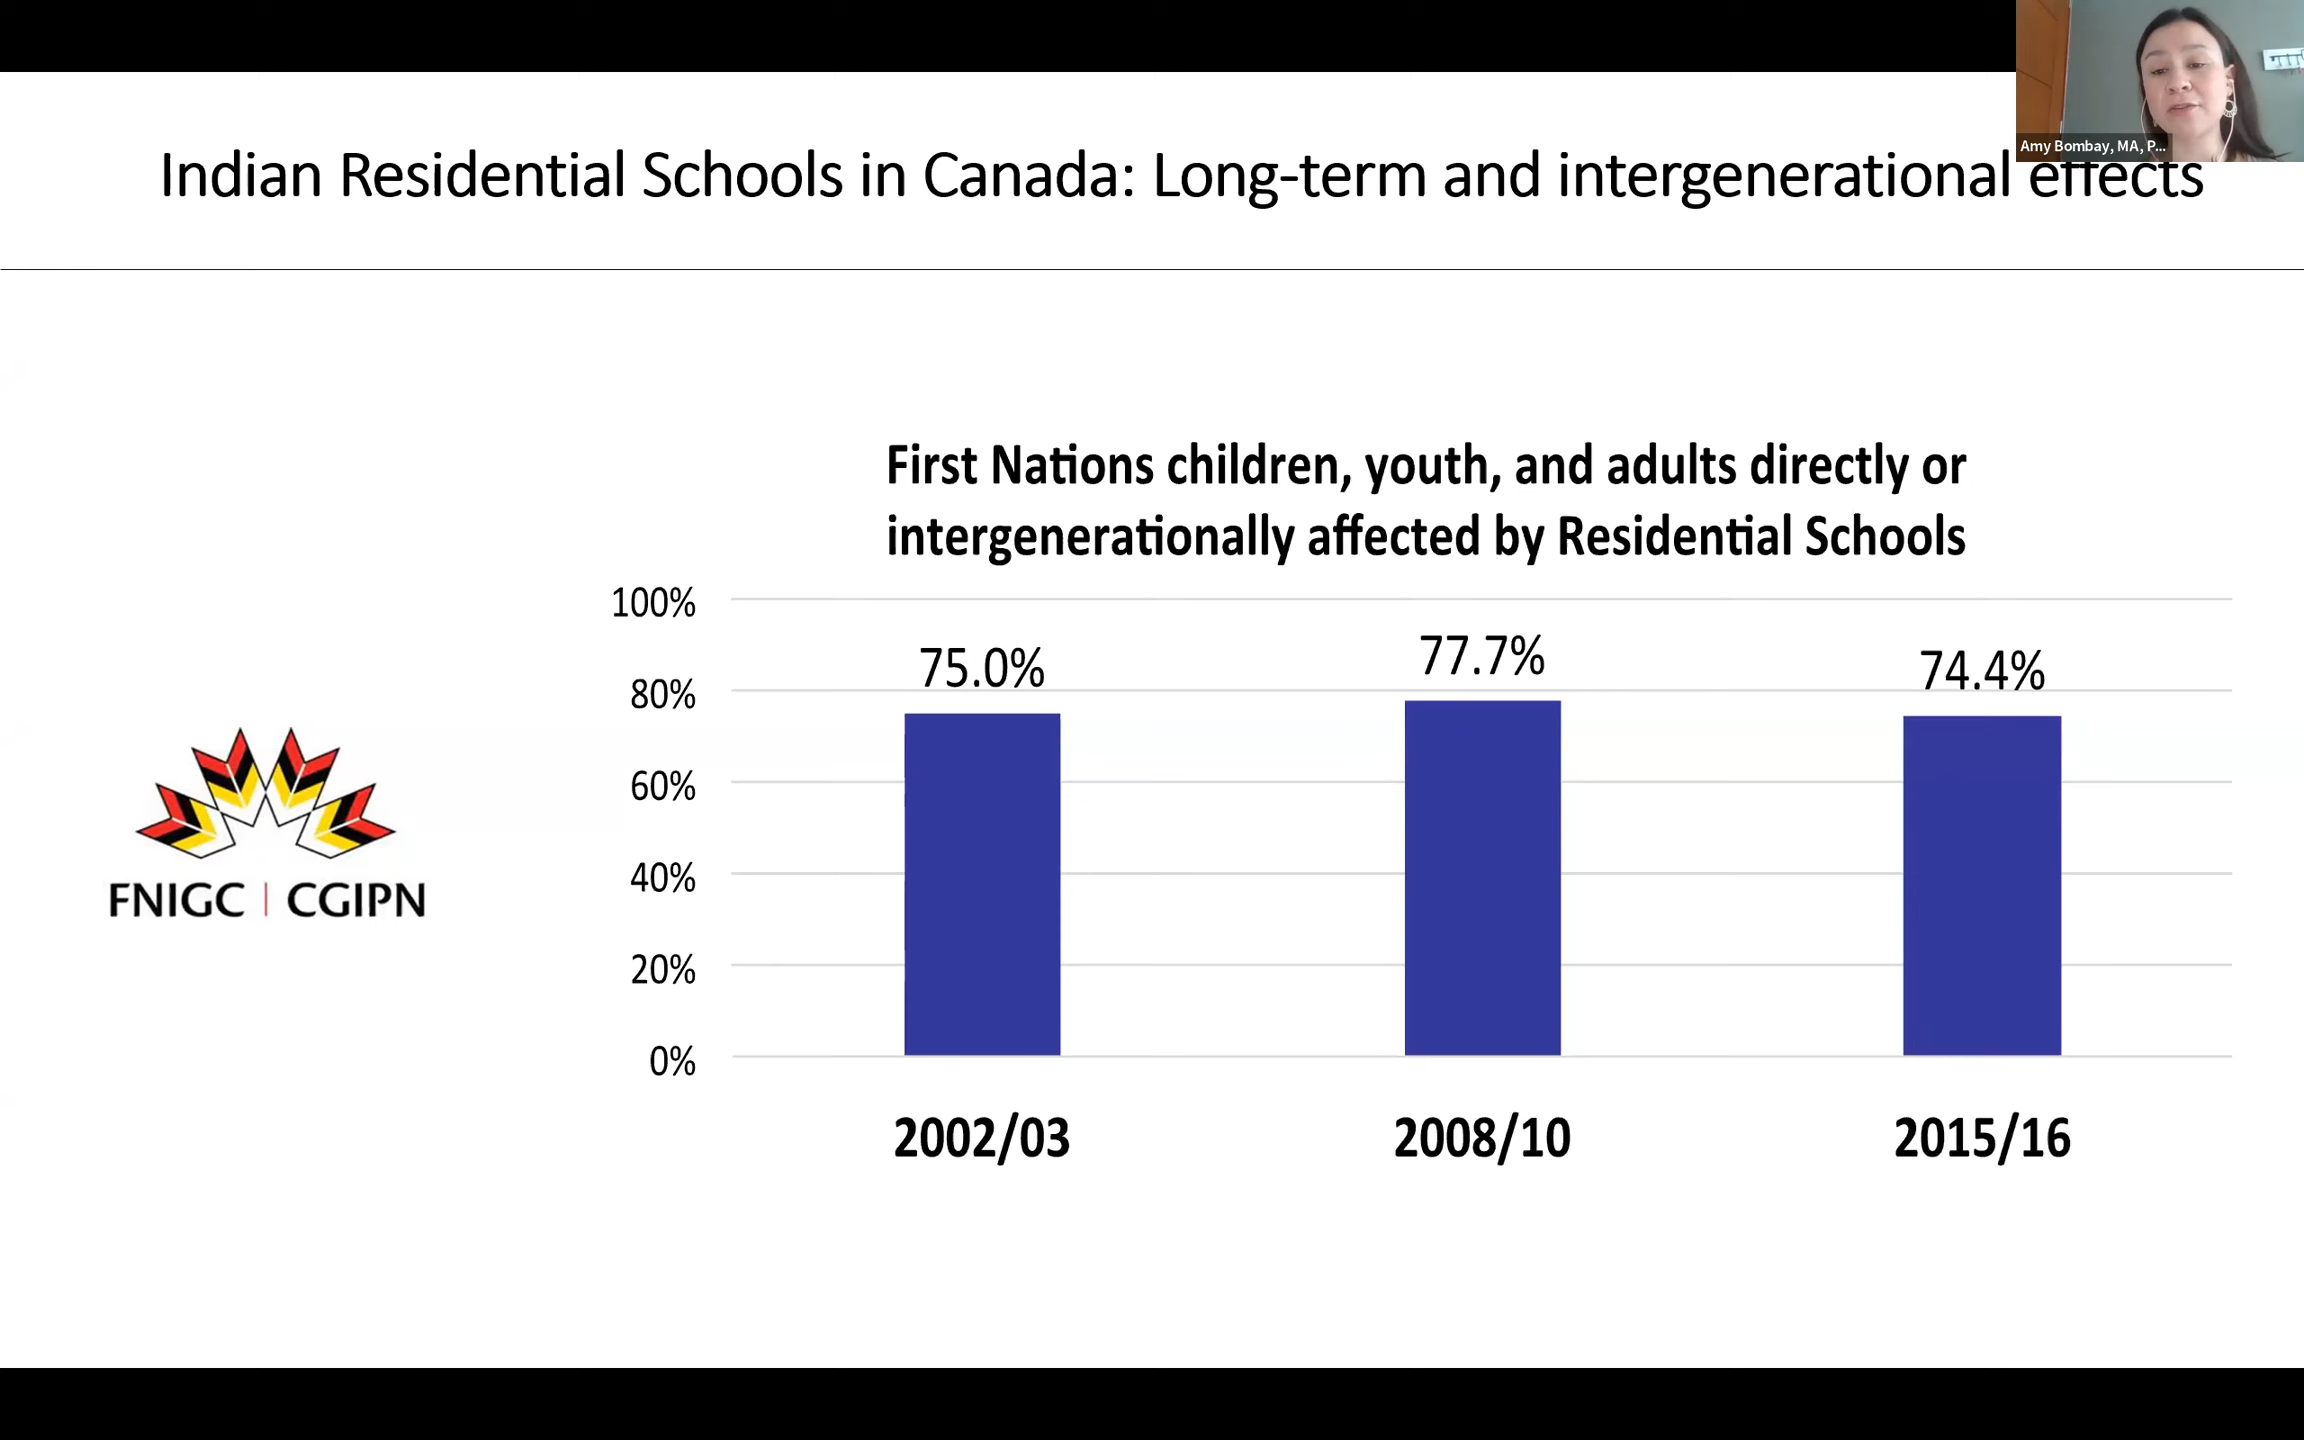 Amy Bombay, MA, P...
Indian Residential Schools in Canada: Long-term and intergenerational effects
First Nations children, youth, and adults directly or
intergenerationally affected by Residential Schools
100%
80%
60%
40%
20%
0%
75.0%
77.7%
74.4%
2002/03
2008/10
2015/16
FNIGC | CGIPN